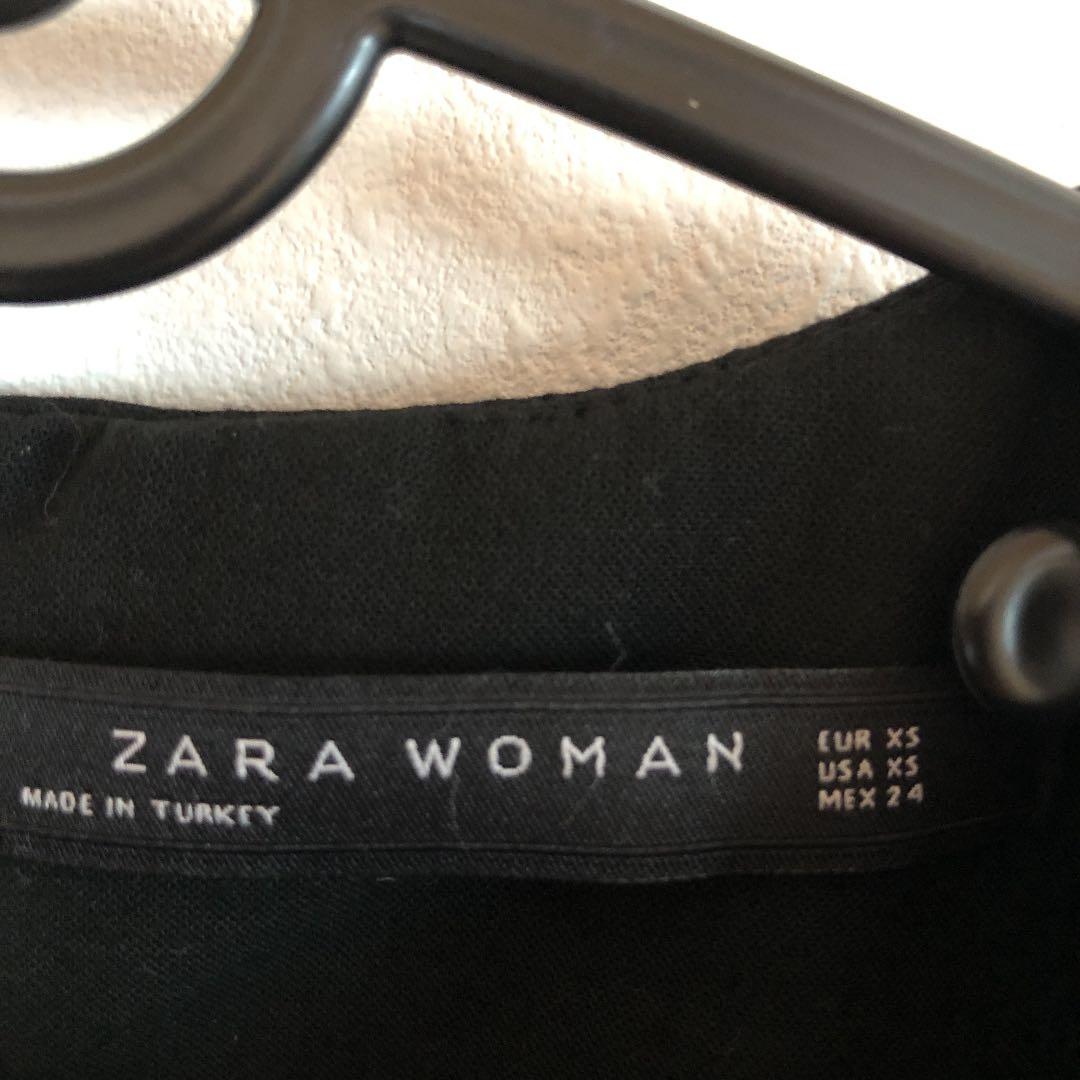 ZARA WOMAN
MADE IN TURKEY
EUR XS
USA XS
MEX 24